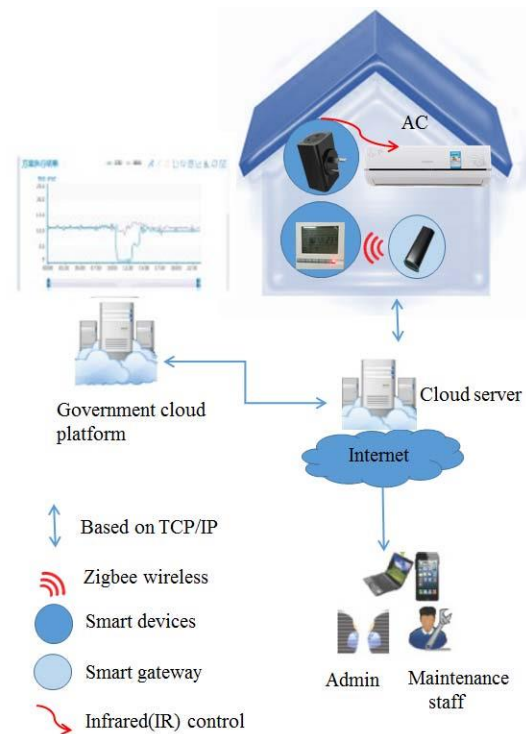 AC
Cloud server
Government cloud
platform
Internet
Based on TCP/IP
Zigbee wireless
Smart devices
Smart gateway
Infrared(IR) control
Admin
Maintenance
staff